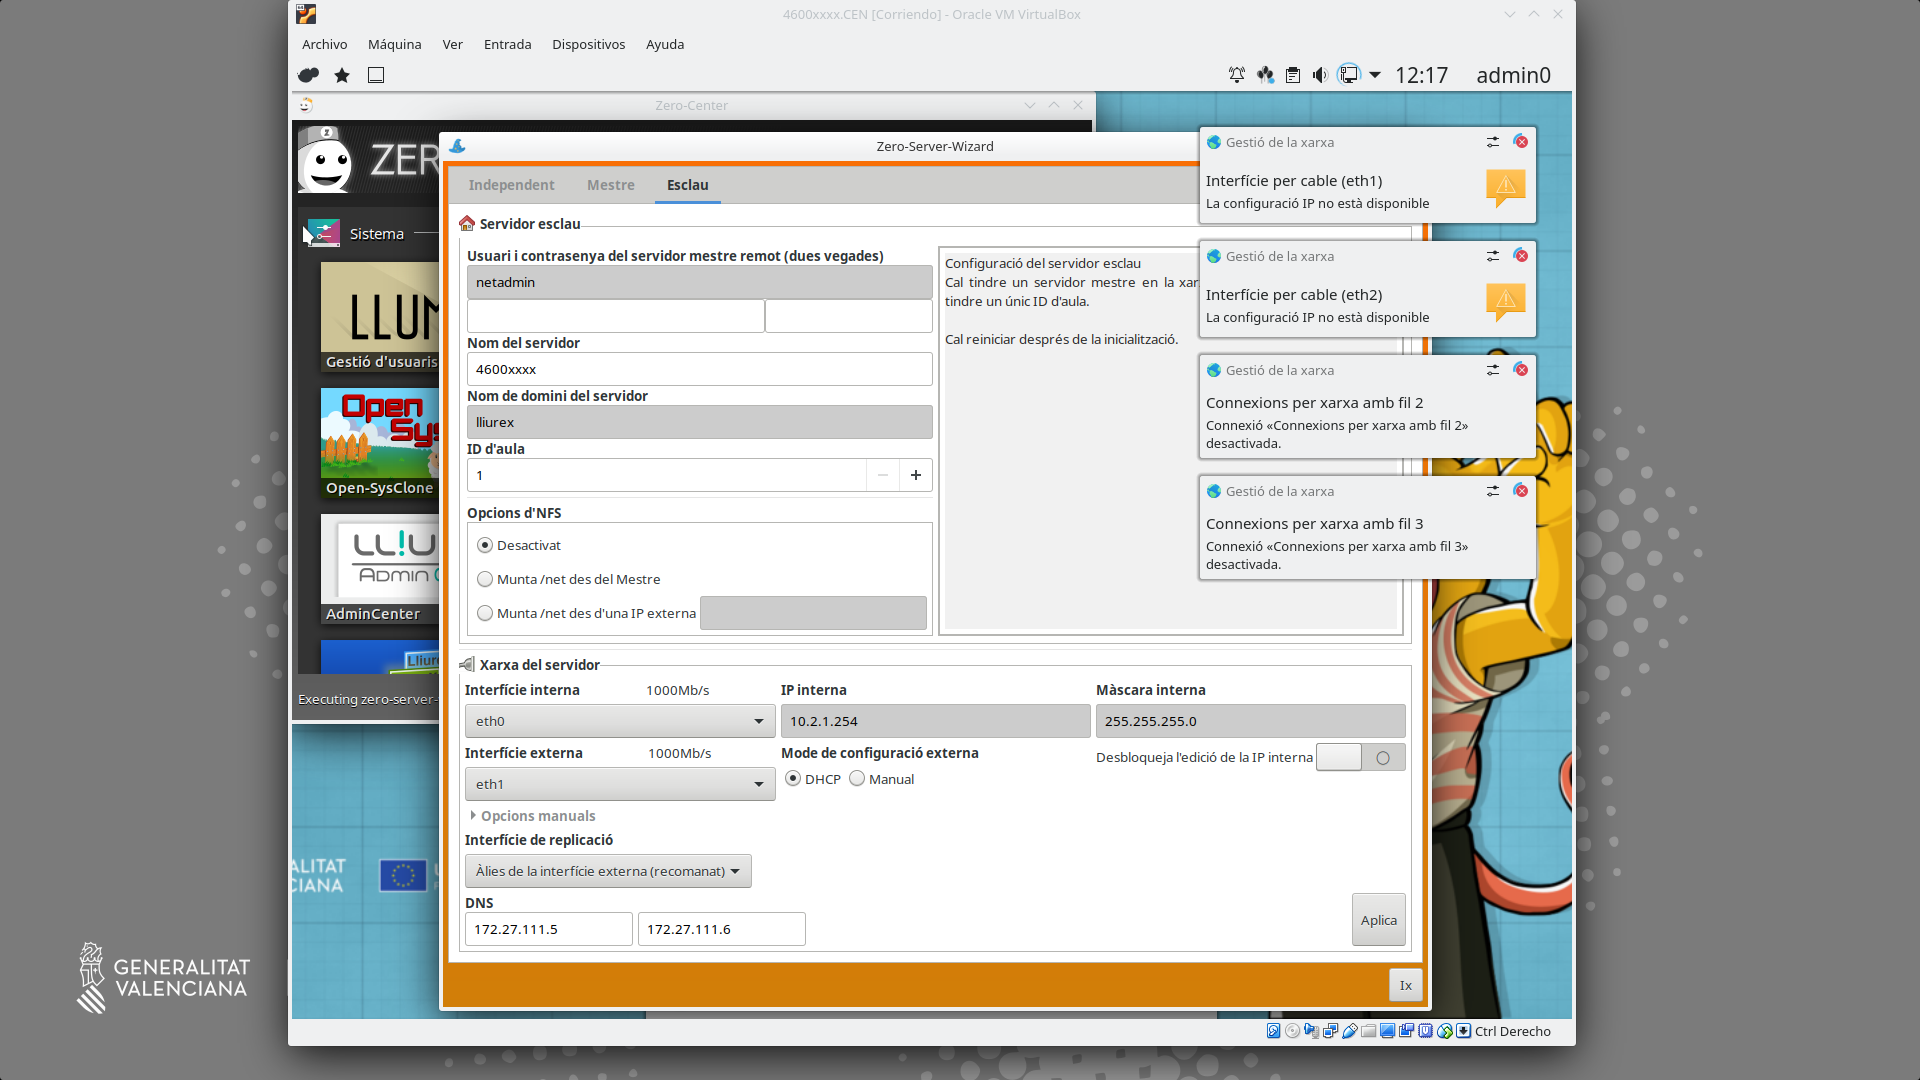 4600xxxx.CEN [Corriendo] - Oracle VM VirtualBox
Archivo Máquina Ver Entrada Dispositivos Ayuda
12:17 admin0
Zero-Center
ZER
Sistema
LLUM
Gestió d'usuaris
Open
Sys
Open-SysClone
LL!U
Admin
AdminCenter
Lliure
Executing zero-server-
Zero-Server-Wizard
Independent Mestre Esclau
Servidor esclau
Usuari i contrasenya del servidor mestre remot (dues vegades)
netadmin
Nom del servidor
4600xxxx
Nom de domini del servidor
lliurex
ID d'aula
1
Opcions d'NFS
Desactivat
Munta /net des del Mestre
Munta /net des d'una IP externa
Configuració del servidor esclau
Cal tindre un servidor mestre en la xar
tindre un únic ID d'aula.
Cal reiniciar després de la inicialització.
Xarxa del servidor
Interfície interna 1000Mb/s IP interna Màscara interna
eth0 10.2.1.254 255.255.255.0
Interfície externa 1000Mb/s Mode de configuració externa Desbloqueja l'edició de la IP interna
eth1 DHCP Manual
Opcions manuals
Interfície de replicació
Àlies de la interfície externa (recomanat)
DNS
172.27.111.5 172.27.111.6
Aplica
Ix
Gestió de la xarxa
Interfície per cable (eth1)
La configuració IP no està disponible
Gestió de la xarxa
Interfície per cable (eth2)
La configuració IP no està disponible
Gestió de la xarxa
Connexions per xarxa amb fil 2
Connexió «Connexions per xarxa amb fil 2»
desactivada.
Gestió de la xarxa
Connexions per xarxa amb fil 3
Connexió «Connexions per xarxa amb fil 3»
desactivada.
ALITAT
CIANA
GENERALITAT
VALENCIANA
Ctrl Derecho